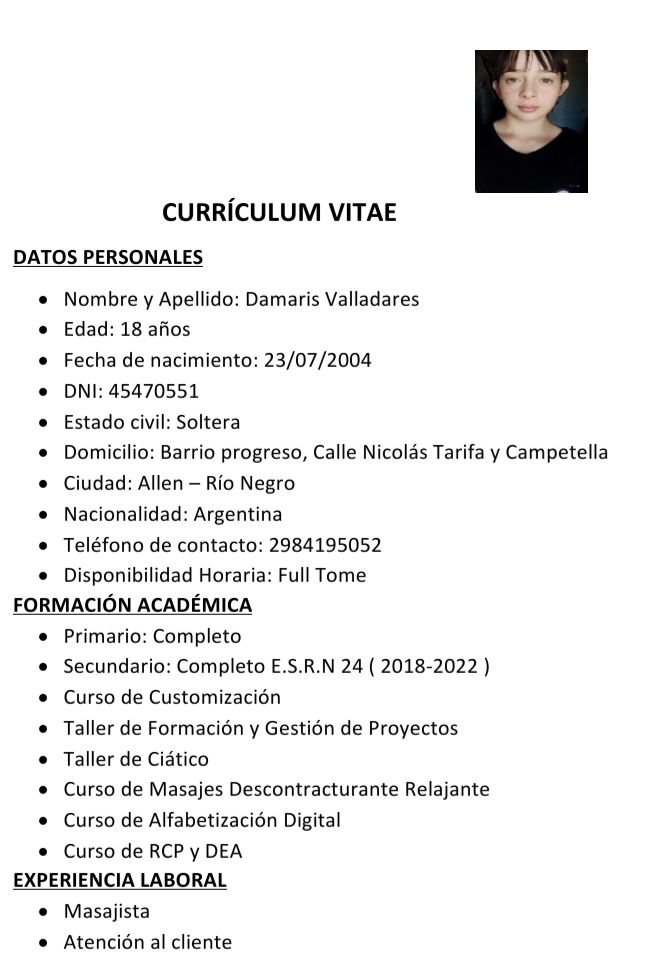 CURRÍCULUM VITAE
DATOS PERSONALES
• Nombre y Apellido: Damaris Valladares
• Edad: 18 años
• Fecha de nacimiento: 23/07/2004
• DNI: 45470551
• Estado civil: Soltera
• Domicilio: Barrio progreso, Calle Nicolás Tarifa y Campetella
• Ciudad: Allen – Río Negro
• Nacionalidad: Argentina
• Teléfono de contacto: 2984195052
• Disponibilidad Horaria: Full Tome
FORMACIÓN ACADÉMICA
• Primario: Completo
• Secundario: Completo E.S.R.N 24 ( 2018-2022 )
• Curso de Customización
• Taller de Formación y Gestión de Proyectos
• Taller de Ciático
• Curso de Masajes Descontracturante Relajante
• Curso de Alfabetización Digital
• Curso de RCP y DEA
EXPERIENCIA LABORAL
• Masajista
• Atención al cliente